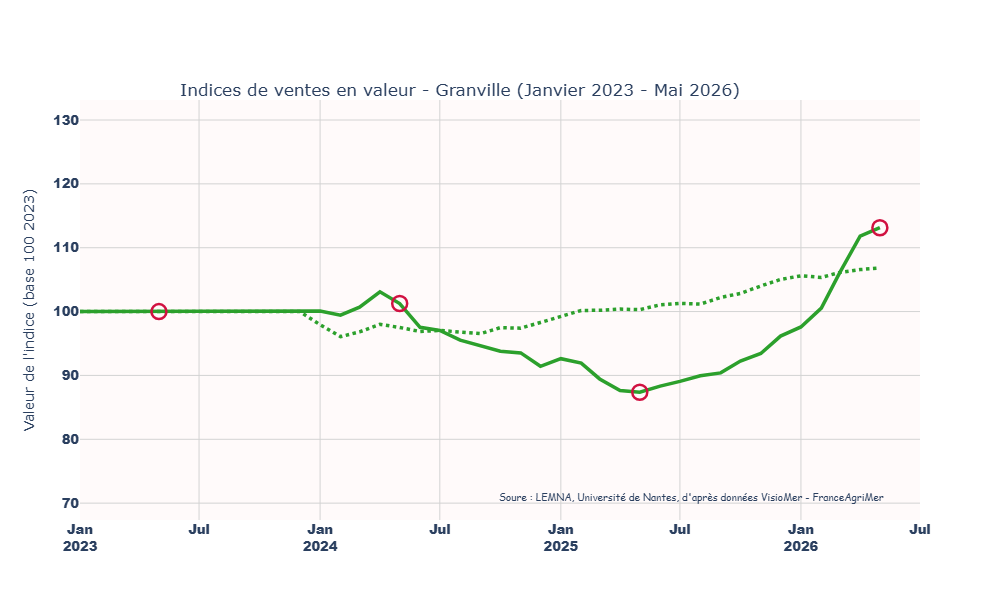 Indices de ventes en valeur - Granville (Janvier 2023 - Mai 2026)
Valeur de l'indice (base 100 2023)
130
120
110
100
90
80
70
Soure : LEMNA, Université de Nantes, d'après données VisioMer - FranceAgriMer
Jan Jul Jan Jul Jan Jul Jan Jul
2023 2024 2025 2026